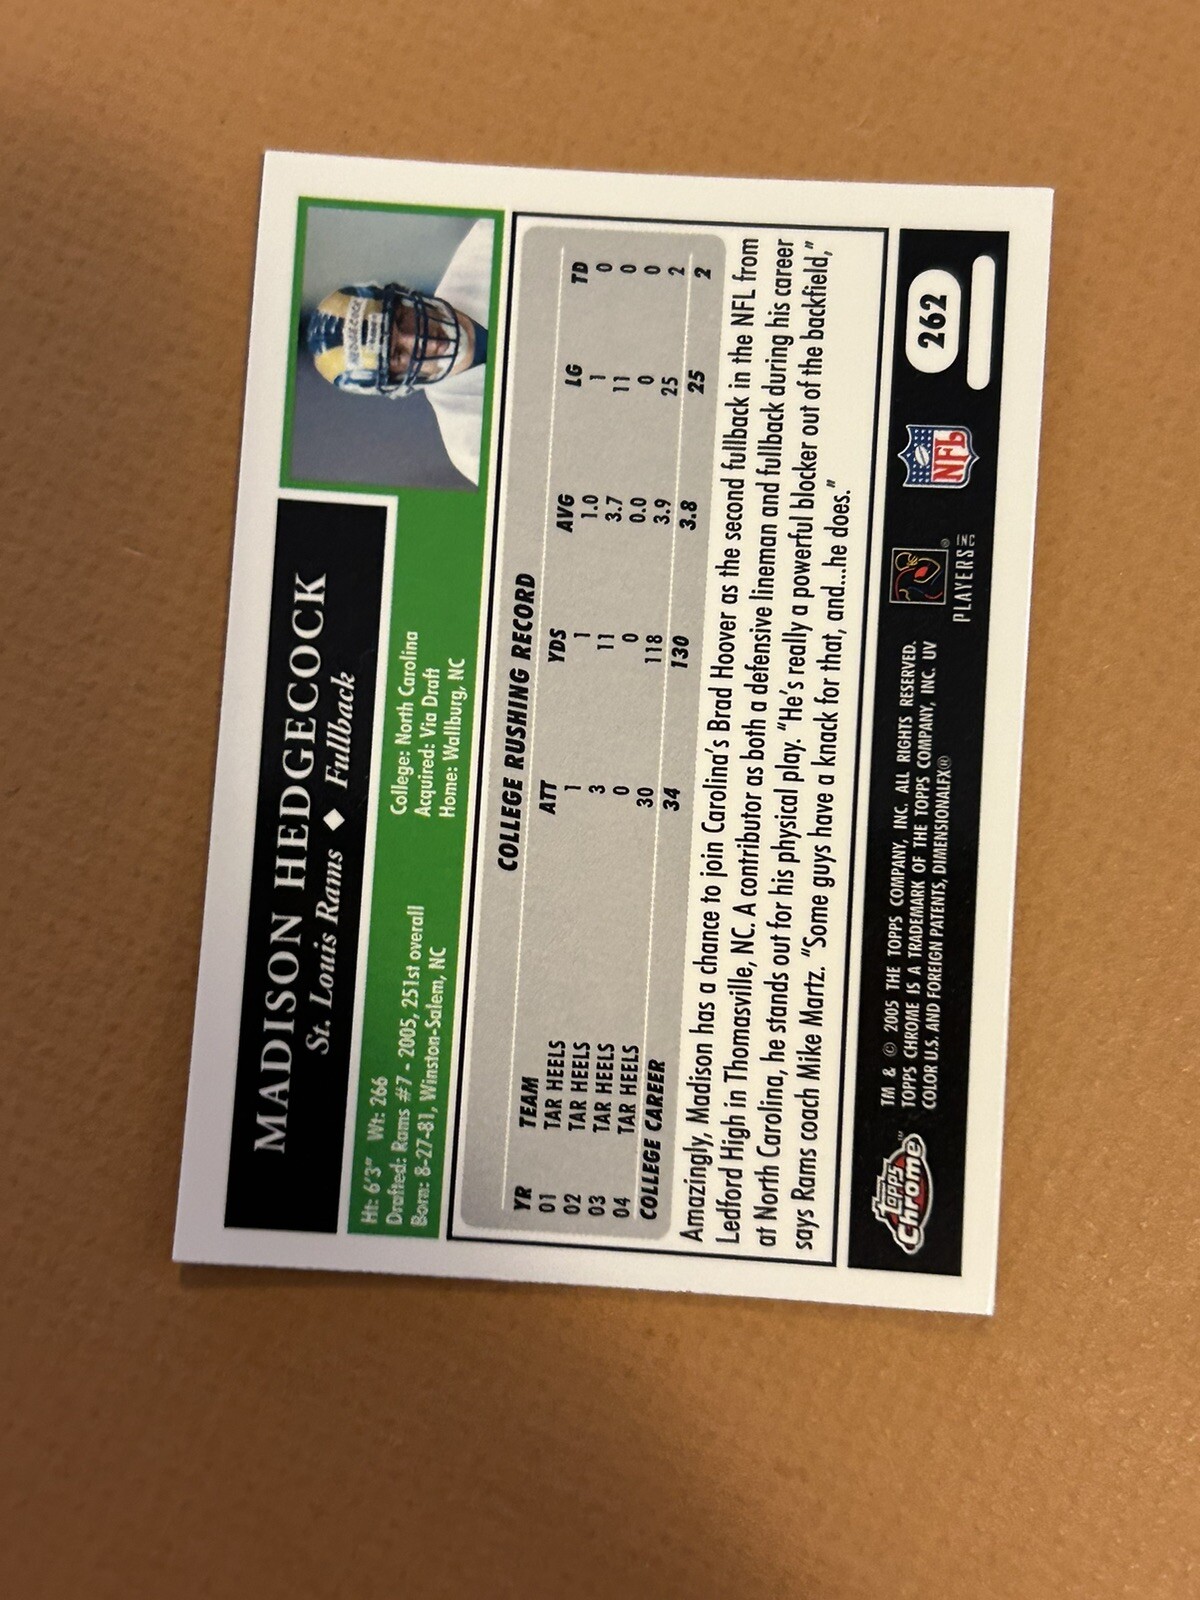 MADISON HEDGECOCK
St. Louis Rams ◆ Fullback
Ht: 6'3" Wt: 266
Drafted: Rams #7 - 2005, 251st overall
Born: 8-27-81, Winston-Salem, NC
College: North Carolina
Acquired: Via Draft
Home: Wallburg, NC
HEDGECOCK
COLLEGE RUSHING RECORD
YR TEAM ATT YDS AVG LG TD
01 TAR HEELS 1 1 1.0 1 0
02 TAR HEELS 3 11 3.7 11 0
03 TAR HEELS 0 0 0.0 0 0
04 TAR HEELS 30 118 3.9 25 2
COLLEGE CAREER 34 130 3.8 25 2
Amazingly, Madison has a chance to join Carolina's Brad Hoover as the second fullback in the NFL from
Ledford High in Thomasville, NC. A contributor as both a defensive lineman and fullback during his career
at North Carolina, he stands out for his physical play. "He's really a powerful blocker out of the backfield,"
says Rams coach Mike Martz. "Some guys have a knack for that, and...he does."
Topps
Chrome™
TM & © 2005 THE TOPPS COMPANY, INC. ALL RIGHTS RESERVED.
TOPPS CHROME IS A TRADEMARK OF THE TOPPS COMPANY, INC. UV
COLOR U.S. AND FOREIGN PATENTS, DIMENSIONALFX®
PLAYERS INC
®
NFL
262